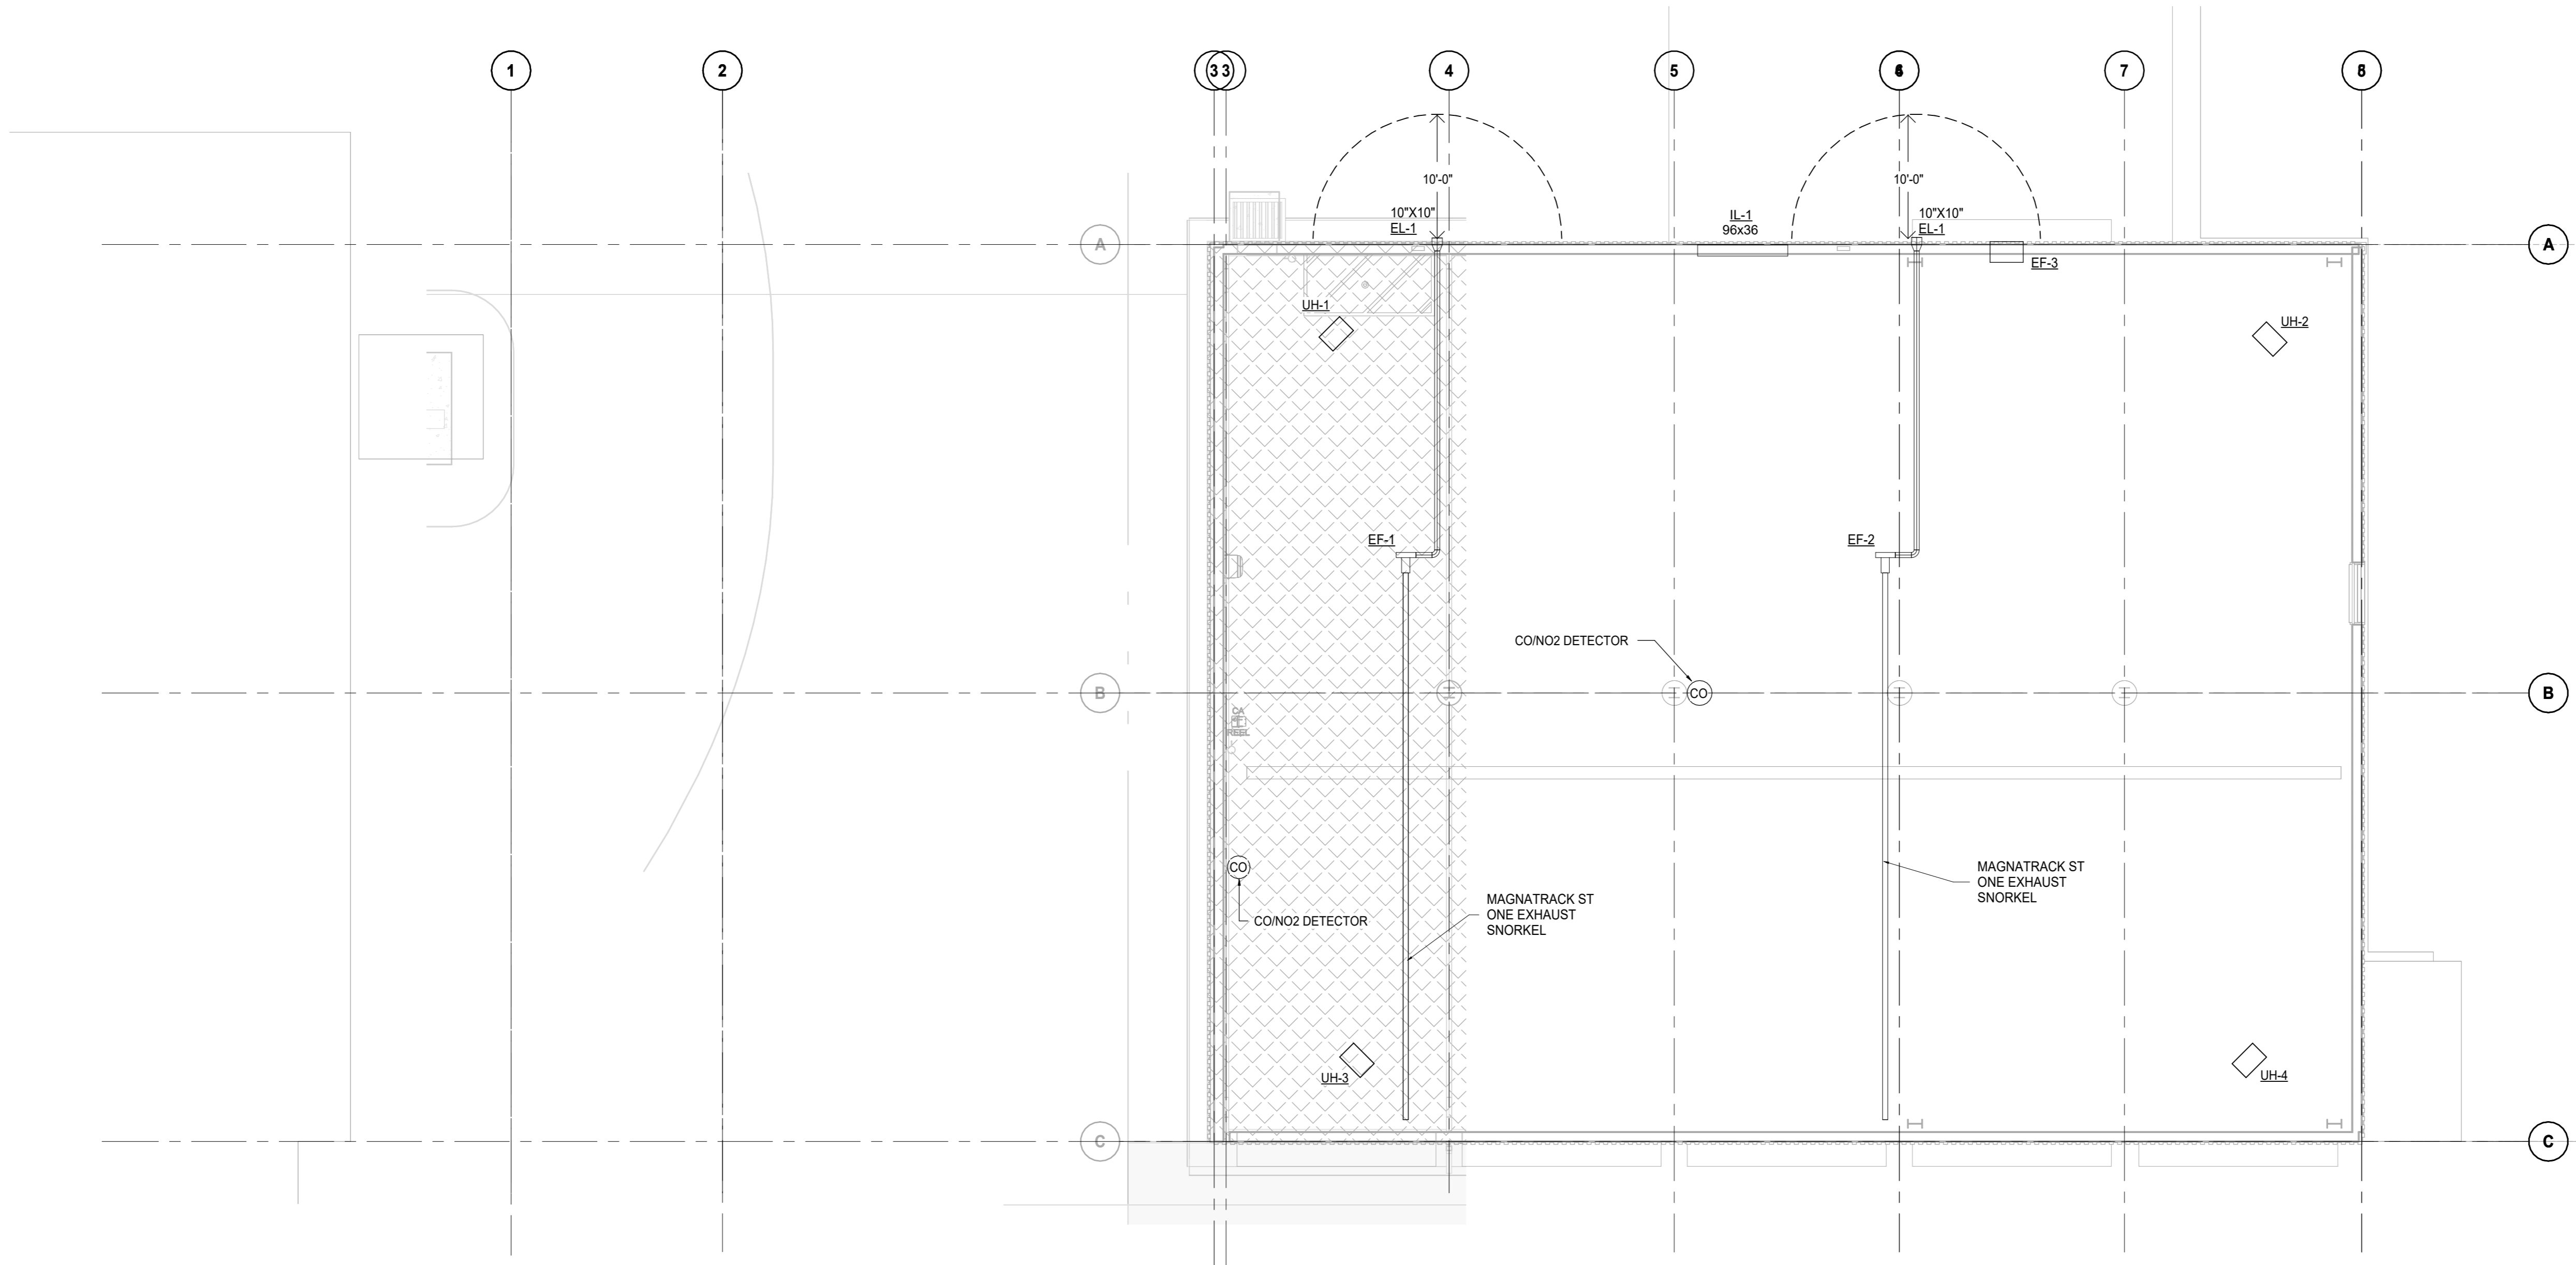 1
2
3
3
4
5
6
7
8
10'-0"
10'-0"
10"X10"
EL-1
IL-1
96x36
10"X10"
EL-1
A
A
EF-3
UH-1
UH-2
EF-1
EF-2
CO/NO2 DETECTOR
B
CO
B
CA
REEL
CO
MAGNATRACK ST
ONE EXHAUST
SNORKEL
MAGNATRACK ST
ONE EXHAUST
SNORKEL
CO/NO2 DETECTOR
UH-3
UH-4
C
C